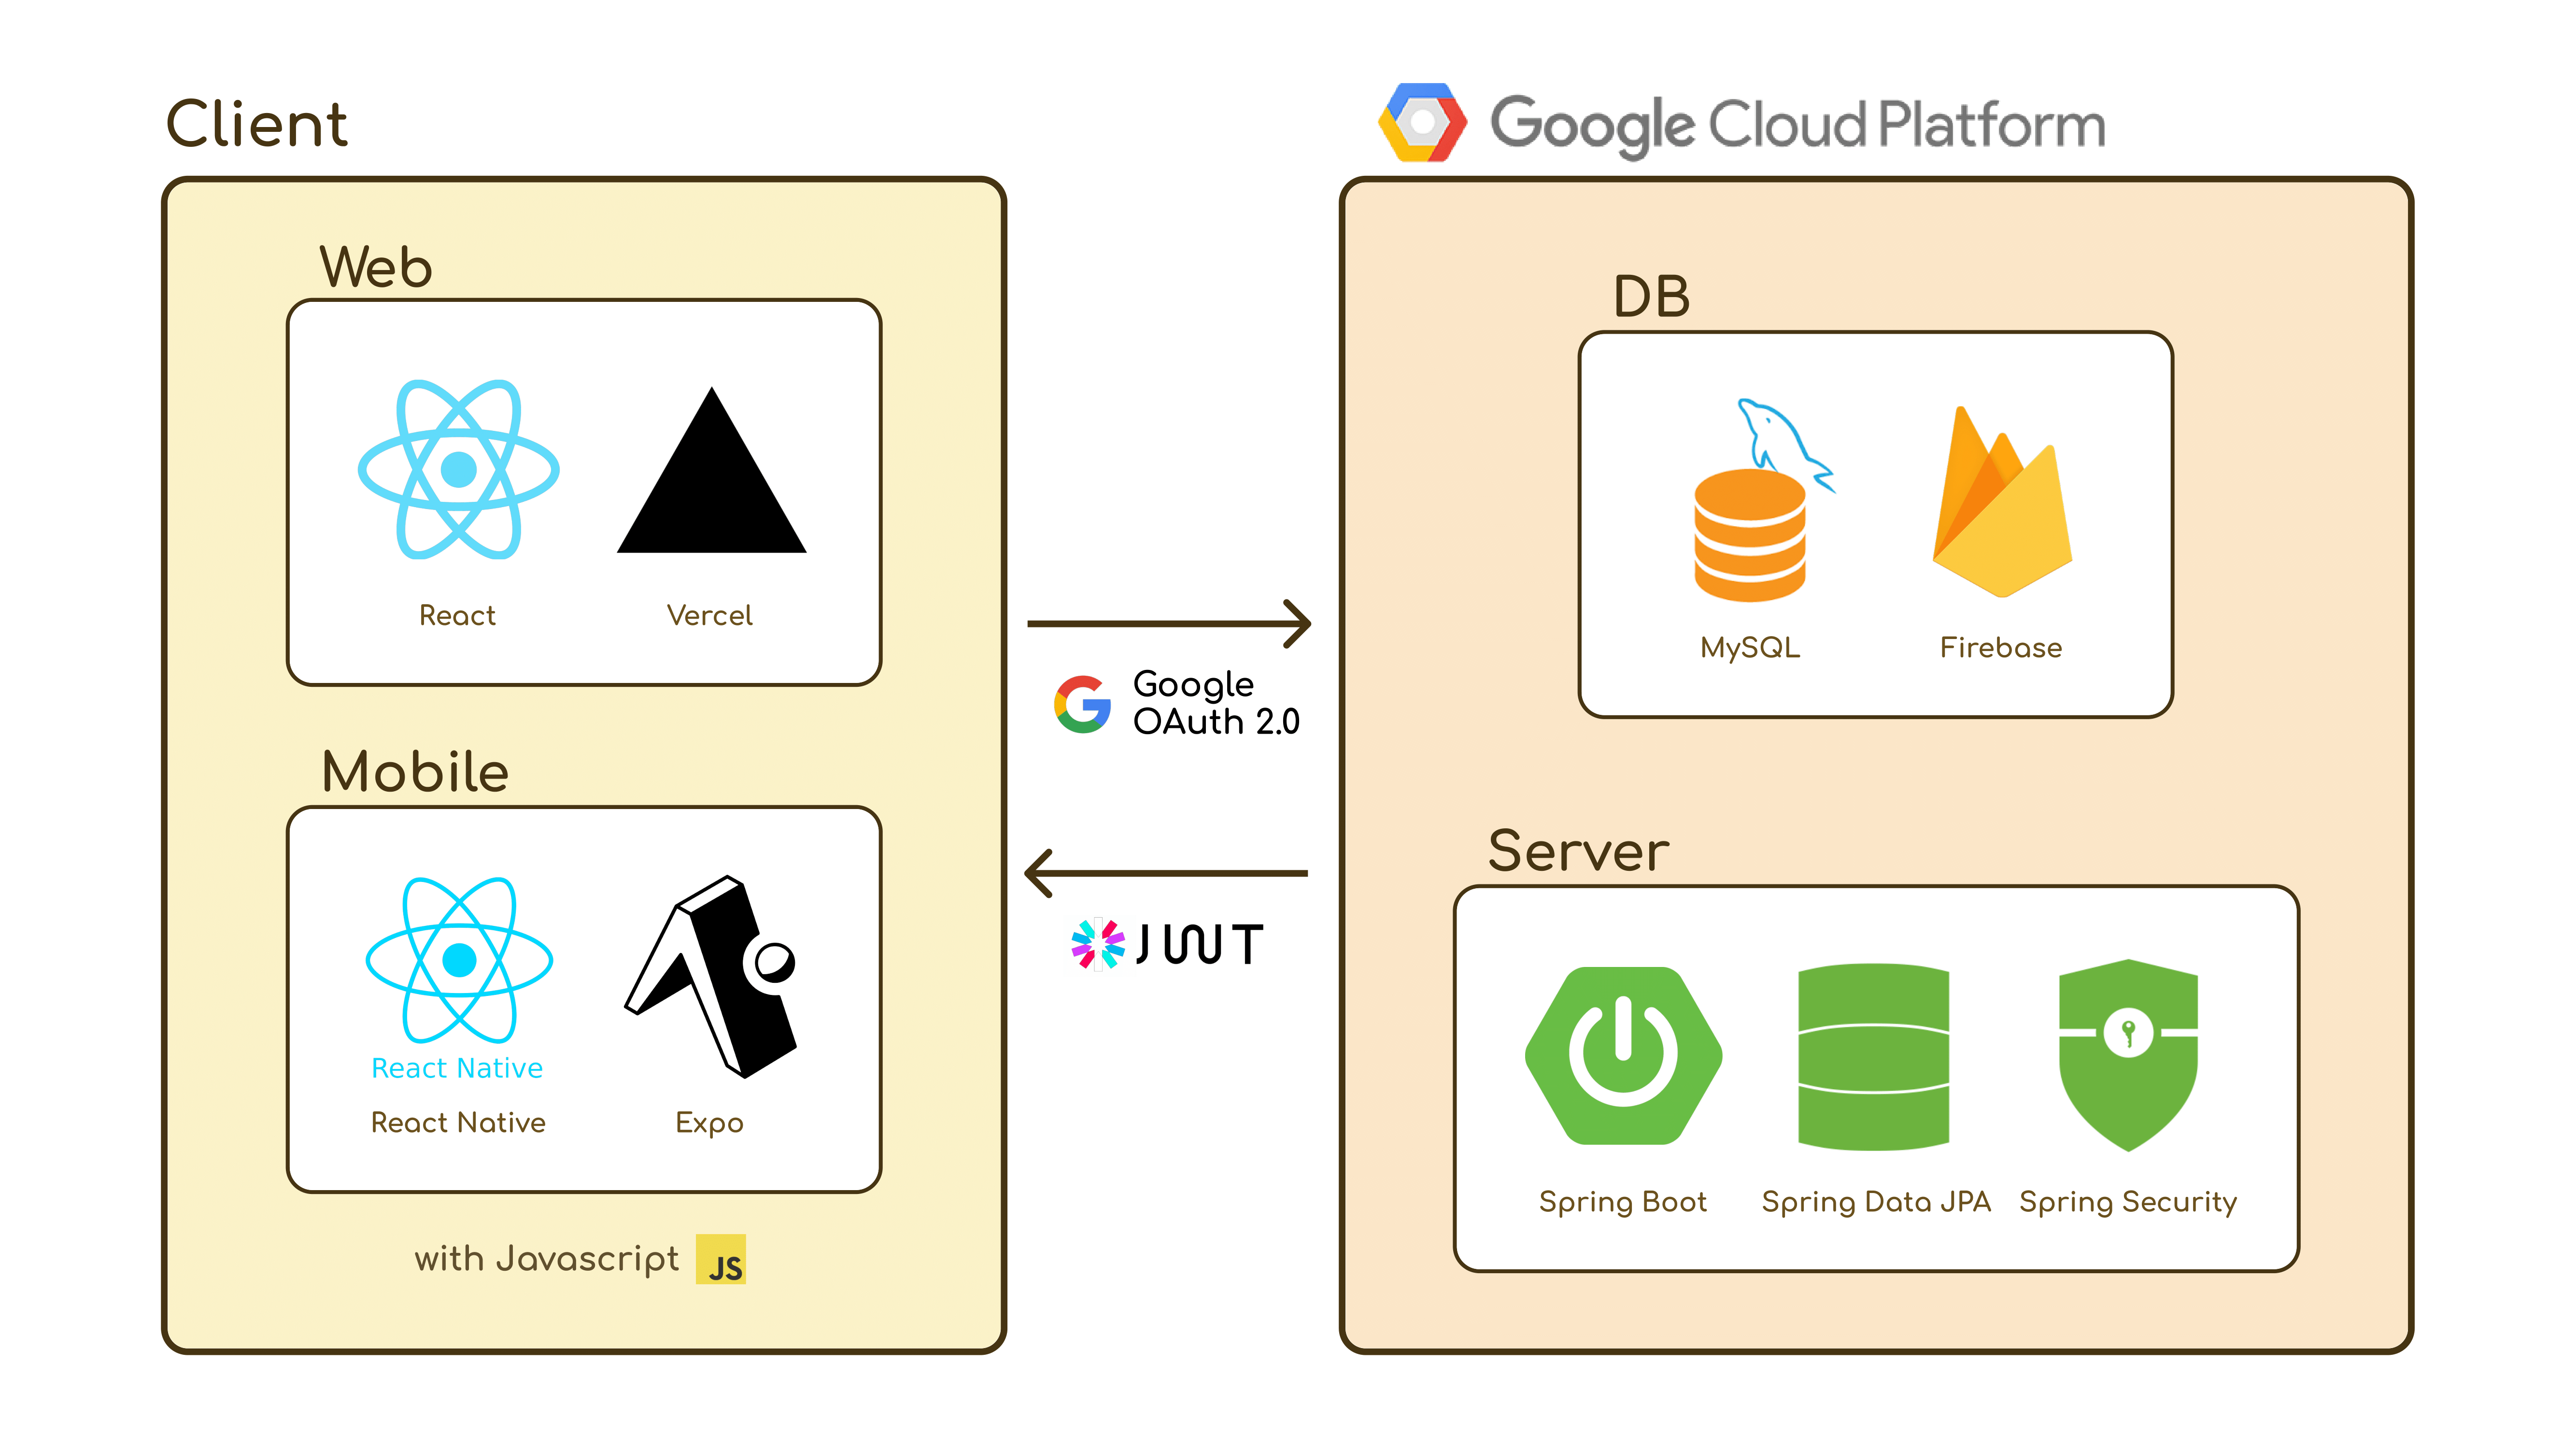 Client
Web
React
Vercel
Mobile
React Native
React Native
Expo
with Javascript
JS
Google
OAuth 2.0
JWT
Google Cloud Platform
DB
MySQL
Firebase
Server
Spring Boot
Spring Data JPA
Spring Security